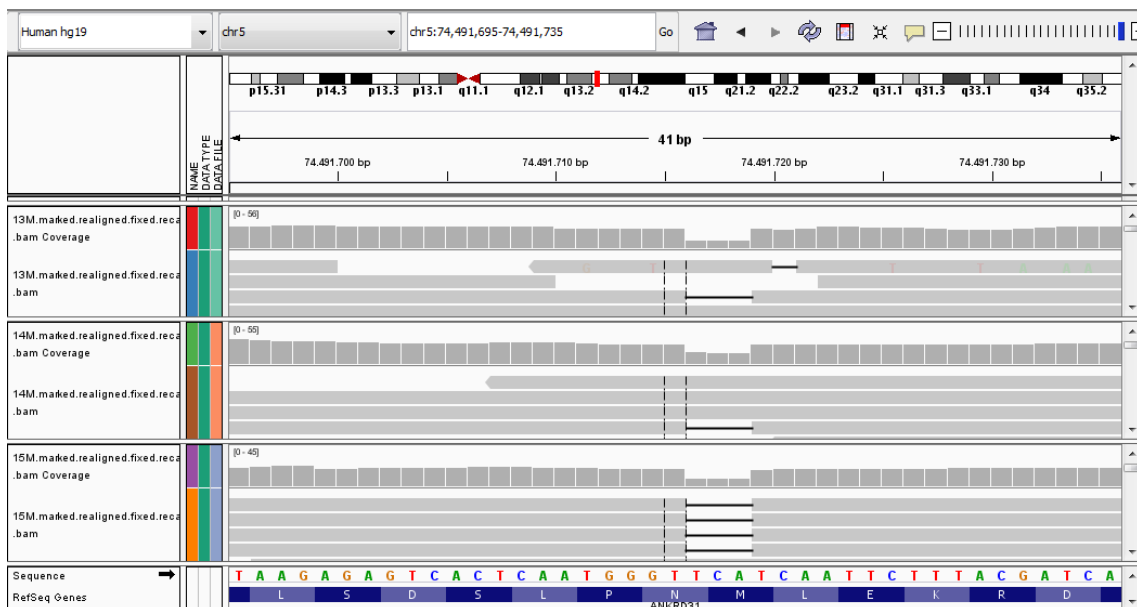 Human hg19 chr5 chr5:74,491,695-74,491,735 Go
p15.31 p14.3 p13.3 p13.1 q11.1 q12.1 q13.2 q14.2 q15 q21.2 q22.2 q23.2 q31.1 q31.3 q33.1 q34 q35.2
41 bp
74.491.700 bp 74.491.710 bp 74.491.720 bp 74.491.730 bp
NAME
DATA TYPE
DATA FILE
13M.marked.realigned.fixed.reca
.bam Coverage
[0 - 56]
13M.marked.realigned.fixed.reca
.bam
G T T T A A A
14M.marked.realigned.fixed.reca
.bam Coverage
[0 - 55]
14M.marked.realigned.fixed.reca
.bam
15M.marked.realigned.fixed.reca
.bam Coverage
[0 - 45]
15M.marked.realigned.fixed.reca
.bam
Sequence T A A G A G A G T C A C T C A A T G G G T T C A T C A A T T C T T T A C G A T C A
RefSeq Genes L S D S L P N M L E K R D
ANKRD31